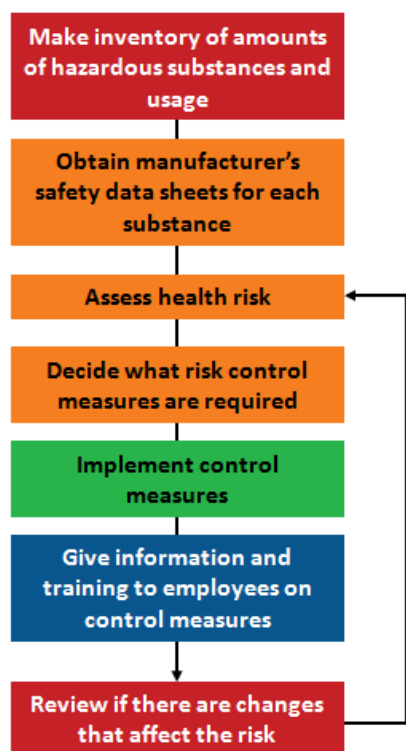 Make inventory of amounts
of hazardous substances and
usage
Obtain manufacturer’s
safety data sheets for each
substance
Assess health risk
Decide what risk control
measures are required
Implement control
measures
Give information and
training to employees on
control measures
Review if there are changes
that affect the risk